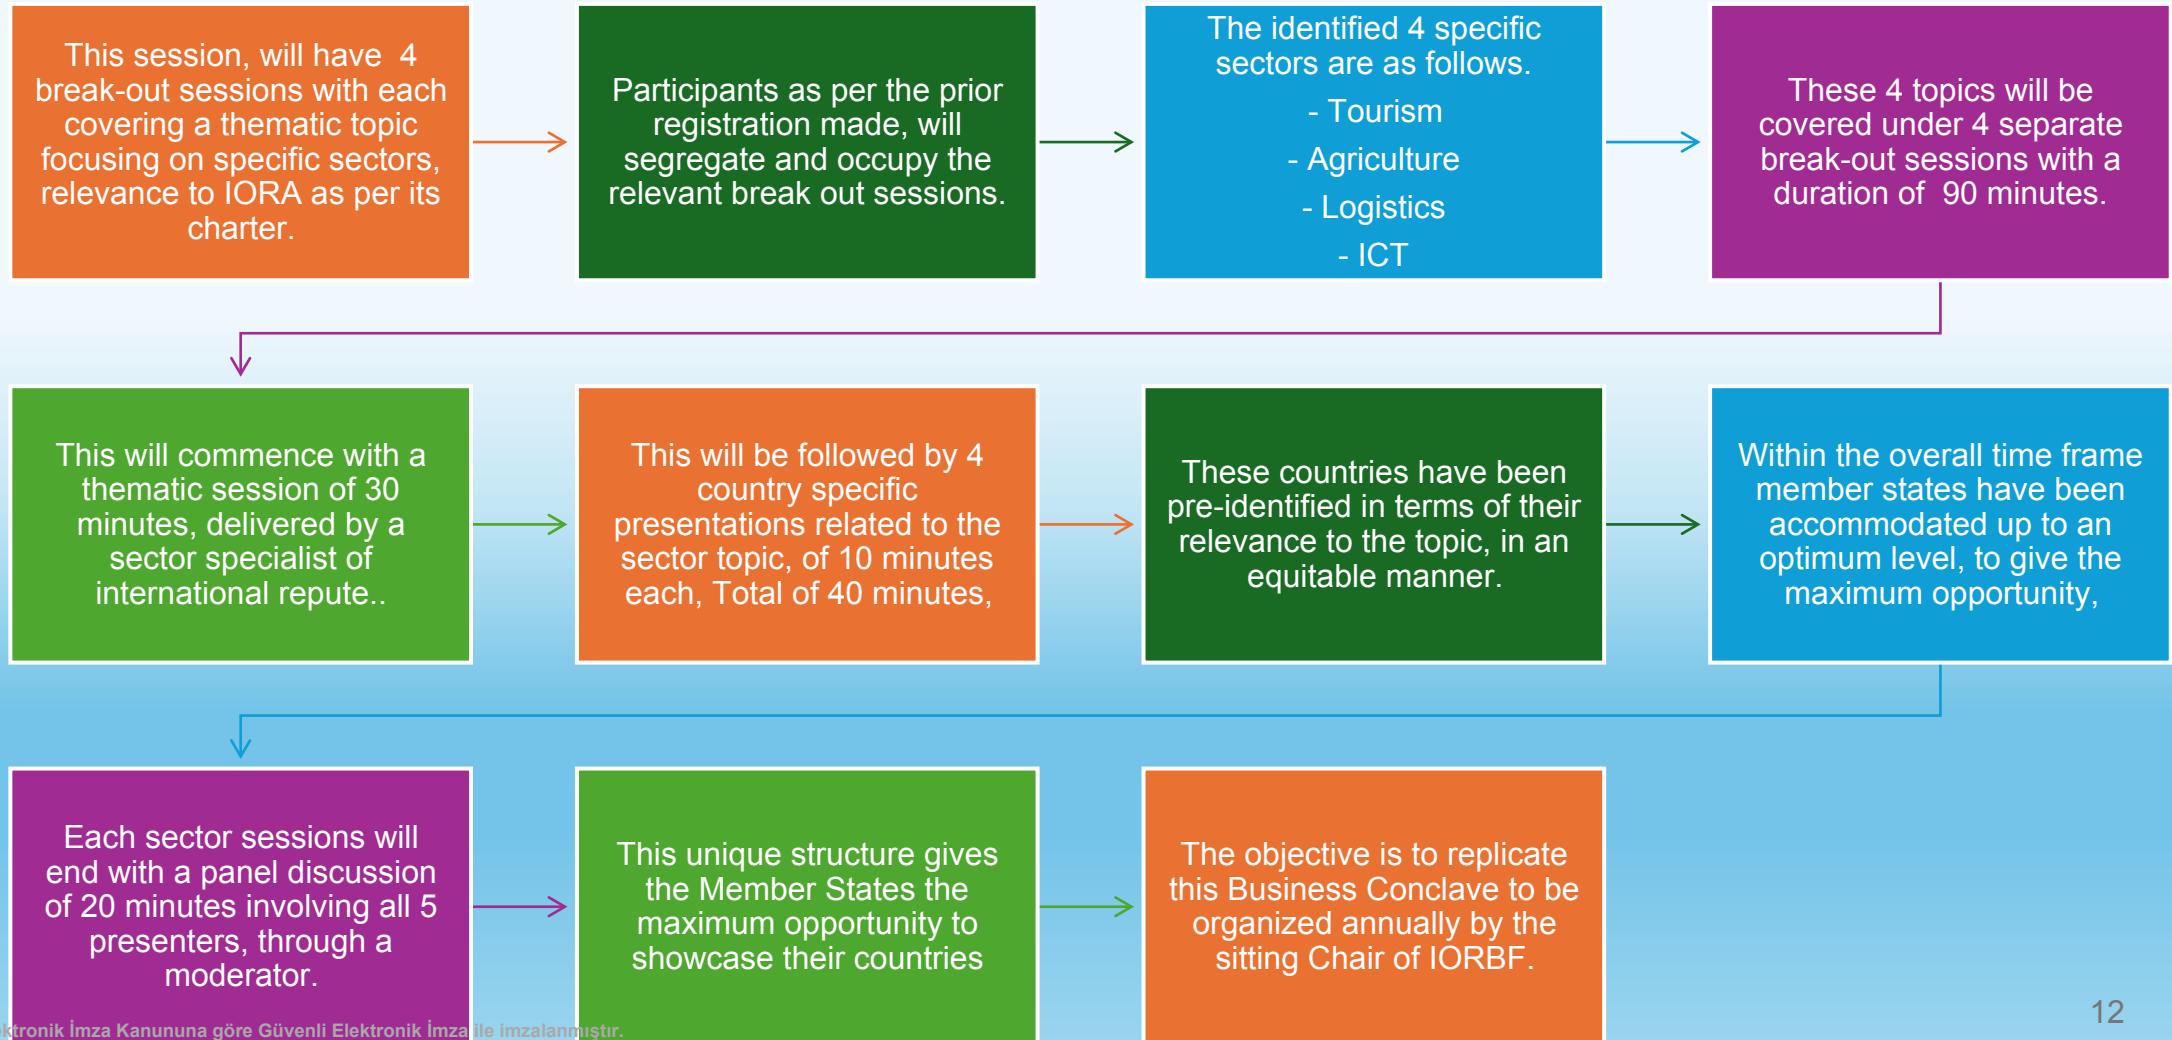 This session, will have  4
break-out sessions with each
covering a thematic topic
focusing on specific sectors,
relevance to IORA as per its
charter.
Participants as per the prior
registration made, will
segregate and occupy the
relevant break out sessions.
The identified 4 specific
sectors are as follows.
- Tourism
- Agriculture
- Logistics
- ICT
These 4 topics will be
covered under 4 separate
break-out sessions with a
duration of  90 minutes.
This will commence with a
thematic session of 30
minutes, delivered by a
sector specialist of
international repute..
This will be followed by 4
country specific
presentations related to the
sector topic, of 10 minutes
each, Total of 40 minutes,
These countries have been
pre-identified in terms of their
relevance to the topic, in an
equitable manner.
Within the overall time frame
member states have been
accommodated up to an
optimum level, to give the
maximum opportunity,
Each sector sessions will
end with a panel discussion
of 20 minutes involving all 5
presenters, through a
moderator.
This unique structure gives
the Member States the
maximum opportunity to
showcase their countries
The objective is to replicate
this Business Conclave to be
organized annually by the
sitting Chair of IORBF.
12
ktronik İmza Kanununa göre Güvenli Elektronik İmza ile imzalanmıştır.